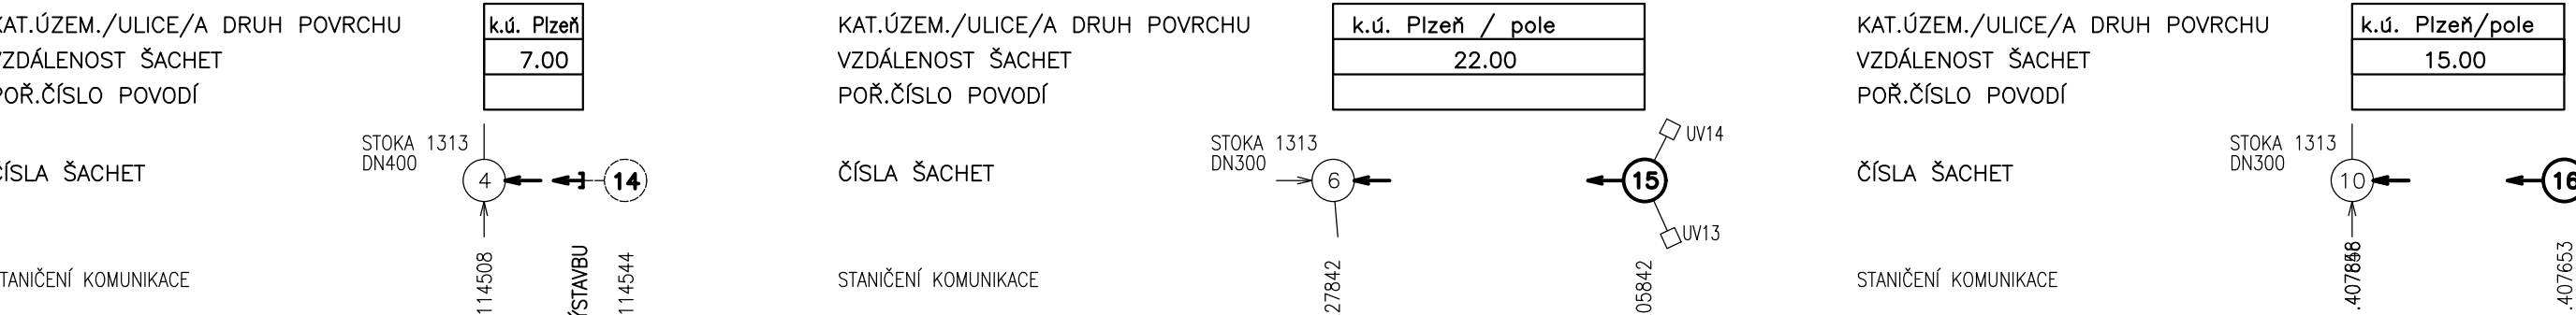 KAT.ÚZEM./ULICE/A DRUH POVRCHU k.ú. Plzeň
VZDÁLENOST ŠACHET 7.00
POŘ.ČÍSLO POVODÍ
STOKA 1313
DN400
ČÍSLA ŠACHET 4 14
STANIČENÍ KOMUNIKACE 114508 ÝSTAVBU 114544
KAT.ÚZEM./ULICE/A DRUH POVRCHU k.ú. Plzeň / pole
VZDÁLENOST ŠACHET 22.00
POŘ.ČÍSLO POVODÍ
STOKA 1313
DN300
UV14
ČÍSLA ŠACHET 6 15
UV13
STANIČENÍ KOMUNIKACE 27842 05842
KAT.ÚZEM./ULICE/A DRUH POVRCHU k.ú. Plzeň/pole
VZDÁLENOST ŠACHET 15.00
POŘ.ČÍSLO POVODÍ
STOKA 1313
DN300
ČÍSLA ŠACHET 10 16
STANIČENÍ KOMUNIKACE .407653